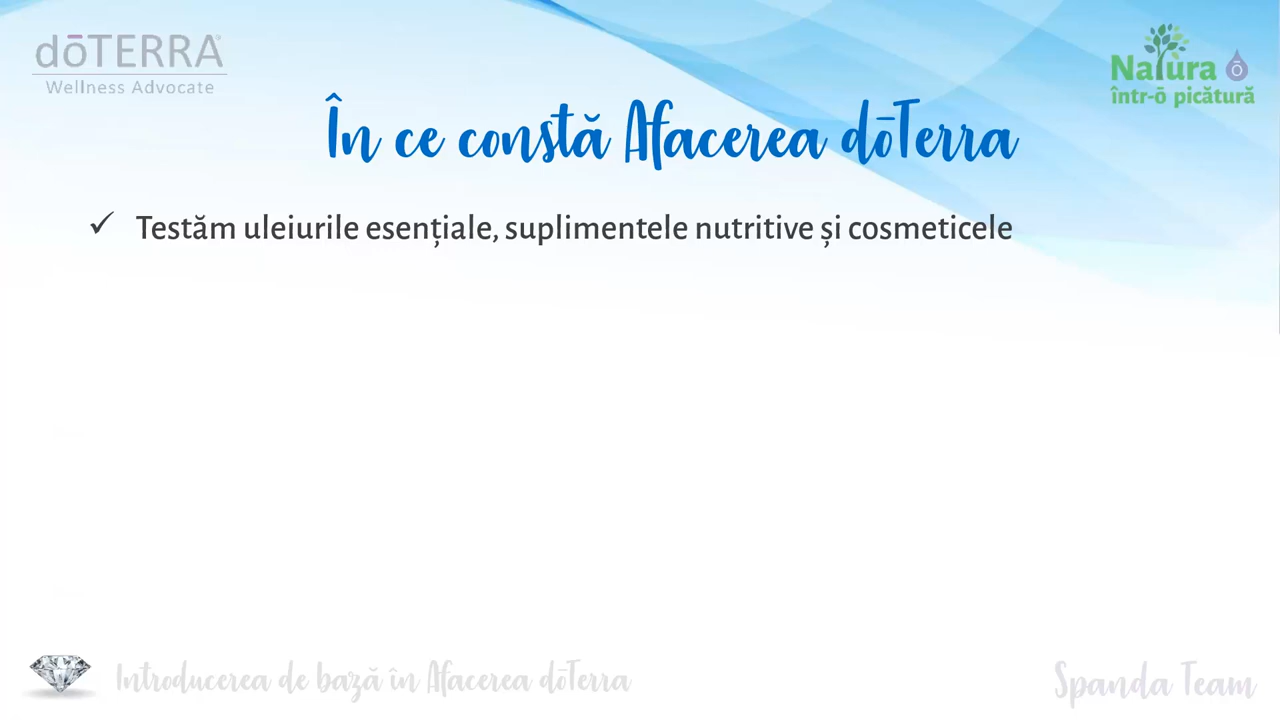 dōTERRA®
Wellness Advocate
Natura ō
într-ō picătură
În ce constă Afacerea dōTerra
✓ Testăm uleiurile esențiale, suplimentele nutritive și cosmeticele
Introducerea de bază în Afacerea dōTerra
Spanda Team